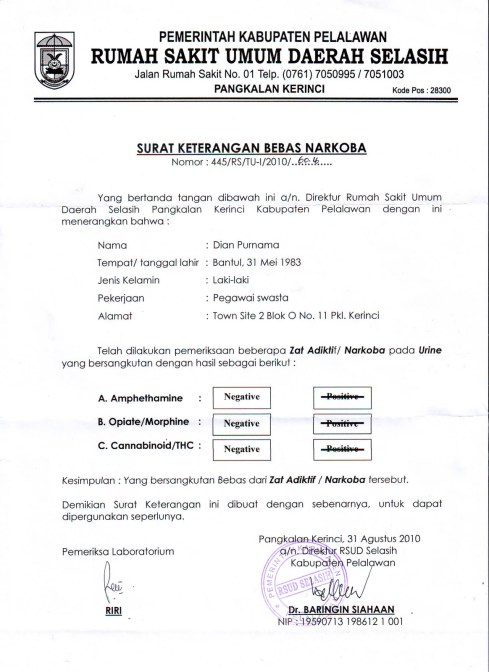 PEMERINTAH KABUPATEN PELALAWAN
RUMAH SAKIT UMUM DAERAH SELASIH
Jalan Rumah Sakit No. 01 Telp. (0761) 7050995 / 7051003
PANGKALAN KERINCI
Kode Pos : 28300
SURAT KETERANGAN BEBAS NARKOBA
Nomor : 445/RS/TU-I/2010/..604....
Yang bertanda tangan dibawah ini a/n. Direktur Rumah Sakit Umum
Daerah Selasih Pangkalan Kerinci Kabupaten Pelalawan dengan ini
menerangkan bahwa :
Nama : Dian Purnama
Tempat/ tanggal lahir : Bantul, 31 Mei 1983
Jenis Kelamin : Laki-laki
Pekerjaan : Pegawai swasta
Alamat : Town Site 2 Blok O No. 11 Pkl. Kerinci
Telah dilakukan pemeriksaan beberapa Zat Adiktif/ Narkoba pada Urine
yang bersangkutan dengan hasil sebagai berikut :
A. Amphethamine : Negative Positive
B. Opiate/Morphine : Negative Positive
C. Cannabinoid/THC : Negative Positive
Kesimpulan : Yang bersangkutan Bebas dari Zat Adiktif / Narkoba tersebut.
Demikian Surat Keterangan ini dibuat dengan sebenarnya, untuk dapat
dipergunakan seperlunya.
Pangkalan Kerinci, 31 Agustus 2010
Pemeriksa Laboratorium
a/n. Direktur RSUD Selasih
Kabupaten Pelalawan
RSUD SELASIH
RIRI
Dr. BARINGIN SIAHAAN
NIP : 19590713 198612 1 001